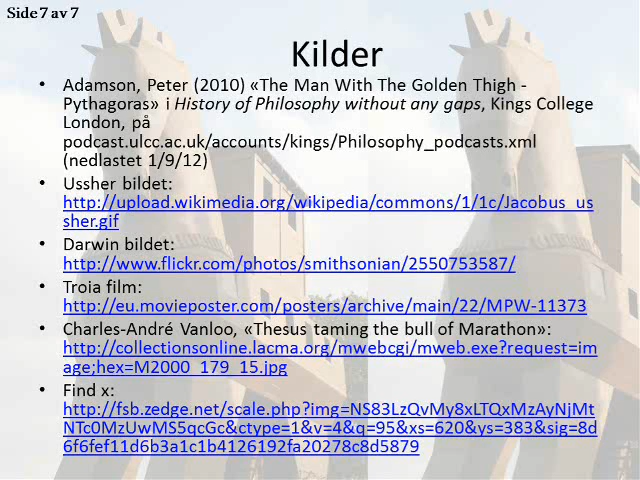 Side 7 av 7
Kilder
• Adamson, Peter (2010) «The Man With The Golden Thigh -
Pythagoras» i History of Philosophy without any gaps, Kings College
London, på
podcast.ulcc.ac.uk/accounts/kings/Philosophy_podcasts.xml
(nedlastet 1/9/12)
• Ussher bildet:
http://upload.wikimedia.org/wikipedia/commons/1/1c/Jacobus_us
sher.gif
• Darwin bildet:
http://www.flickr.com/photos/smithsonian/2550753587/
• Troia film:
http://eu.movieposter.com/posters/archive/main/22/MPW-11373
• Charles-André Vanloo, «Thesus taming the bull of Marathon»:
http://collectionsonline.lacma.org/mwebcgi/mweb.exe?request=im
age;hex=M2000_179_15.jpg
• Find x:
http://fsb.zedge.net/scale.php?img=NS83LzQvMy8xLTQxMzAyNjMt
NTc0MzUwMS5qcGc&ctype=1&v=4&q=95&xs=620&ys=383&sig=8d
6f6fef11d6b3a1c1b4126192fa20278c8d5879